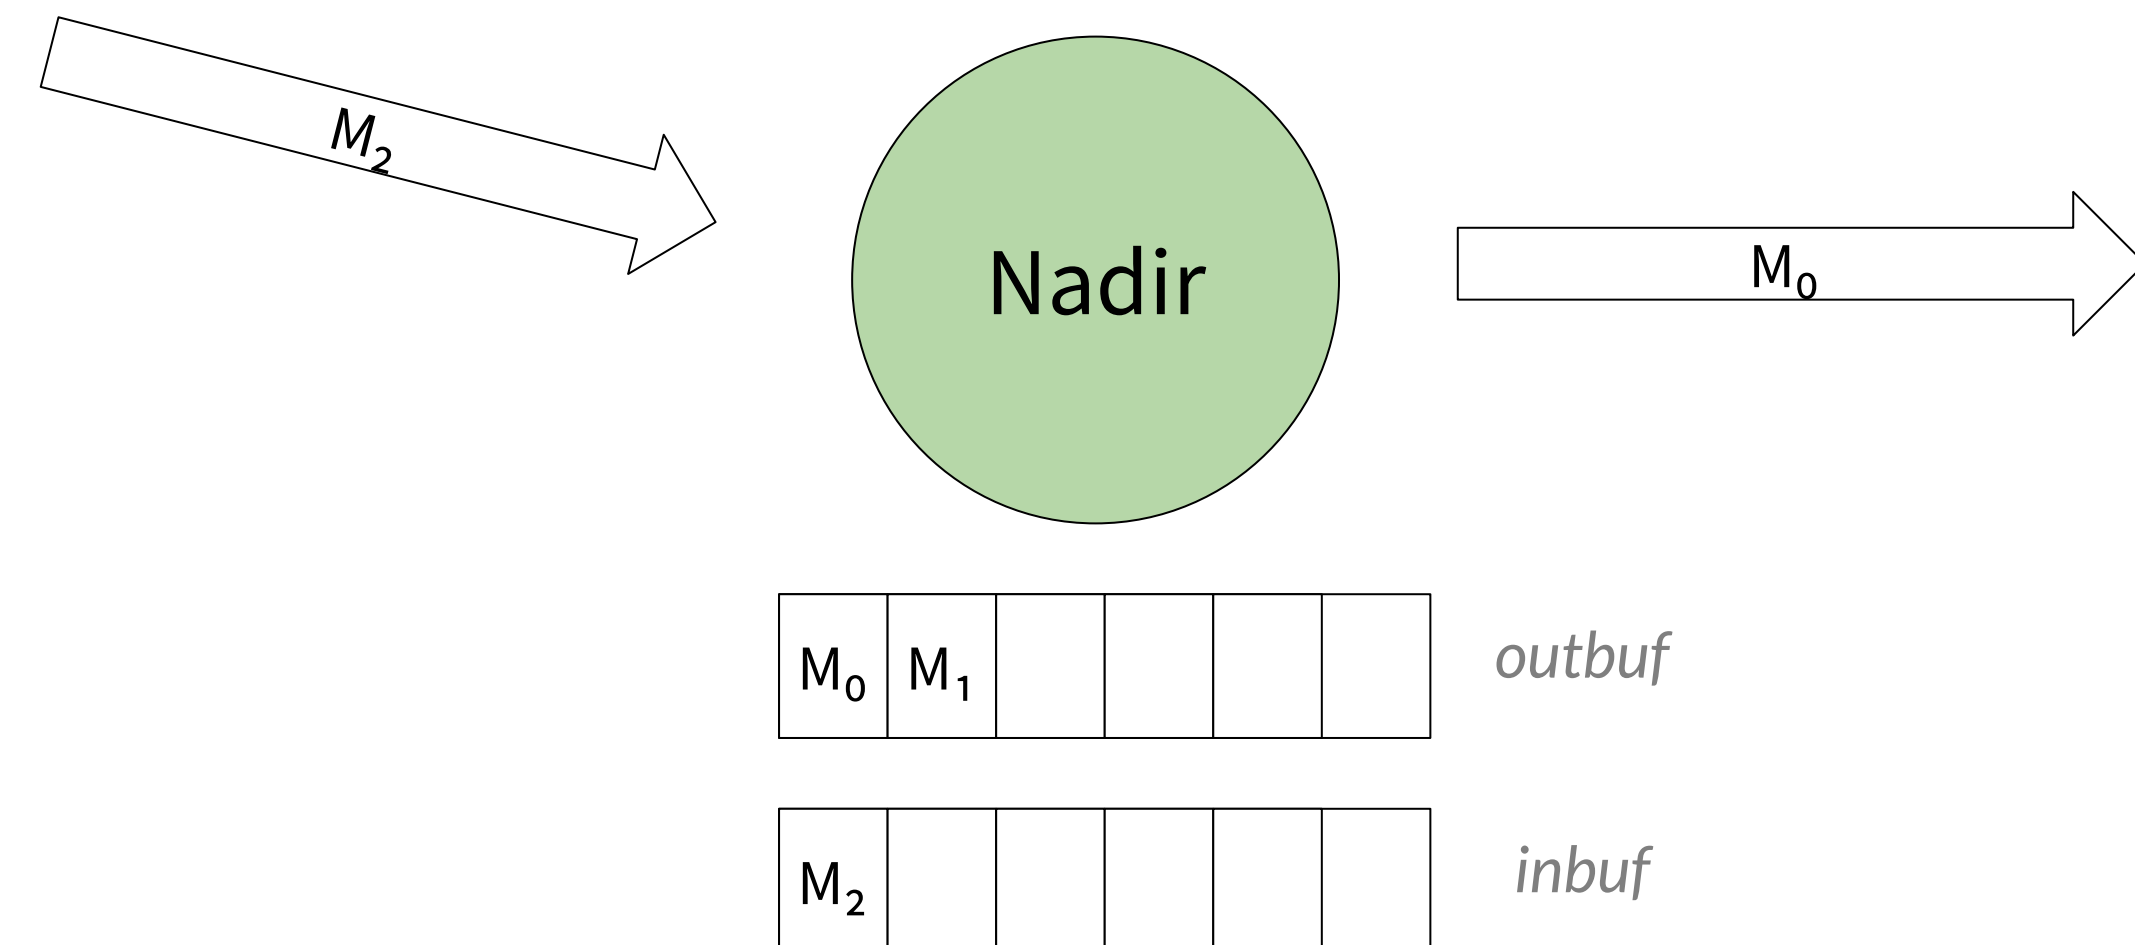 M₂
Nadir
M₀
M₀ M₁
outbuf
M₂
inbuf